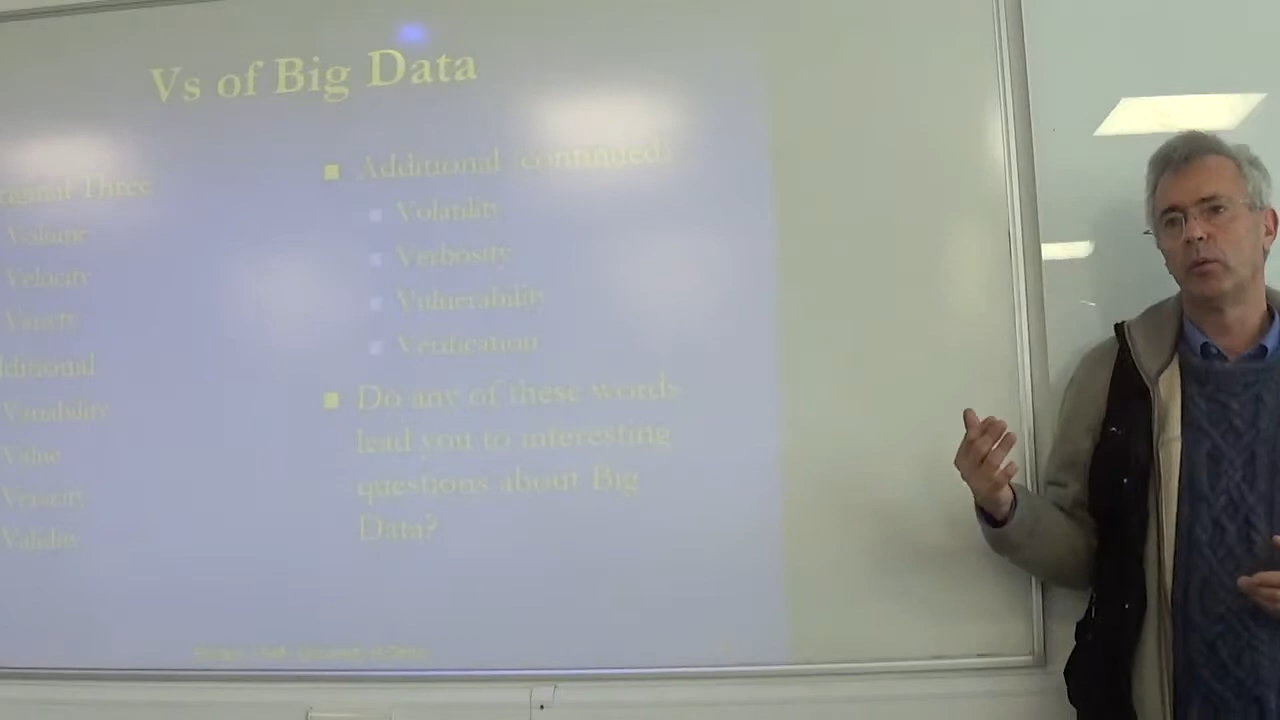 Vs of Big Data
Three
Volume
Velocity
Variety
Variability
Value
Veracity
Validity
Additional (continued)
Volatility
Verbosity
Vulnerability
Verification
Do any of these words
lead you to interesting
questions about Big
Data?